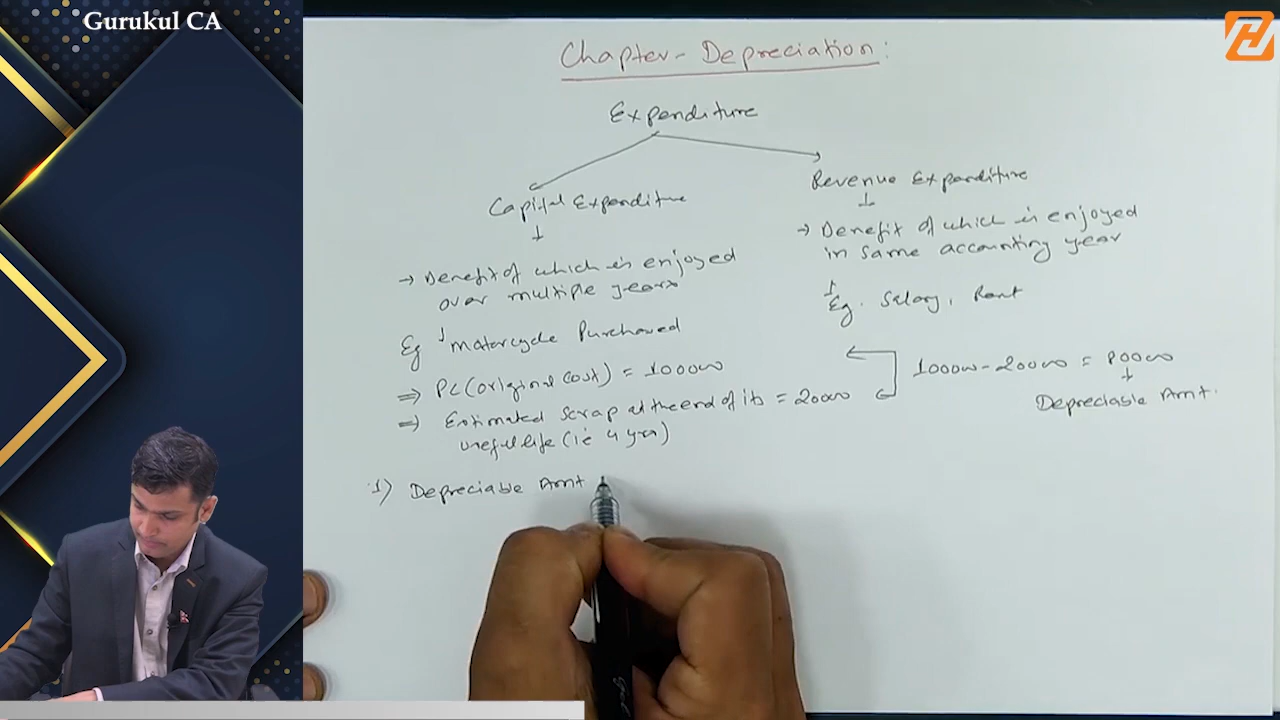 Gurukul CA
Chapter - Depreciation:
Expenditure
Capital Expenditure
→ Benefit of which is enjoyed
over multiple years
Eg motorcycle Purchased
⇒ PC (original cost) = 100000
⇒ Estimated scrap at the end of its = 20000
useful life (i.e 4 yrs)
Revenue Expenditure
→ Benefit of which is enjoyed
in same accounting year
Eg. Salary, Rent
100000 - 20000 = 80000
Depreciable Amt.
1) Depreciable Amt